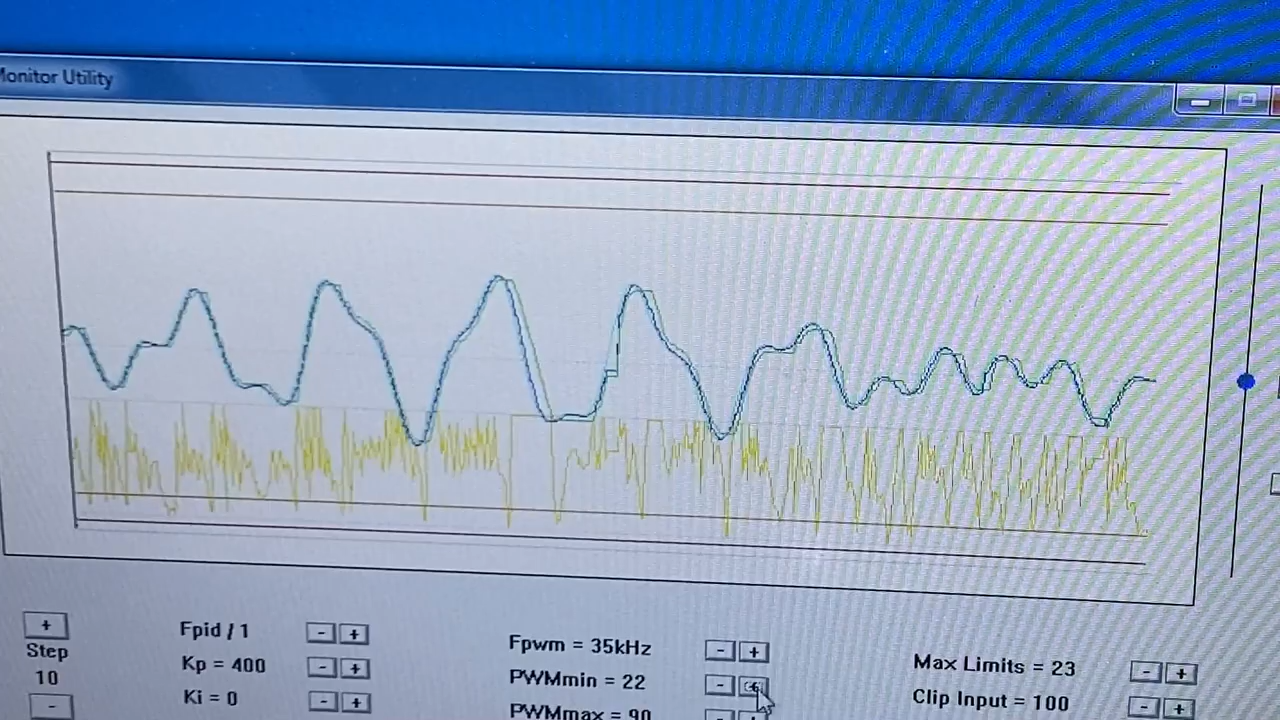 Monitor Utility
+
Step
10
-
Fpid / 1 - +
Kp = 400 - +
Ki = 0 - +
Fpwm = 35kHz - +
PWMmin = 22 -
PWMmax = 90
Max Limits = 23 - +
Clip Input = 100 - +